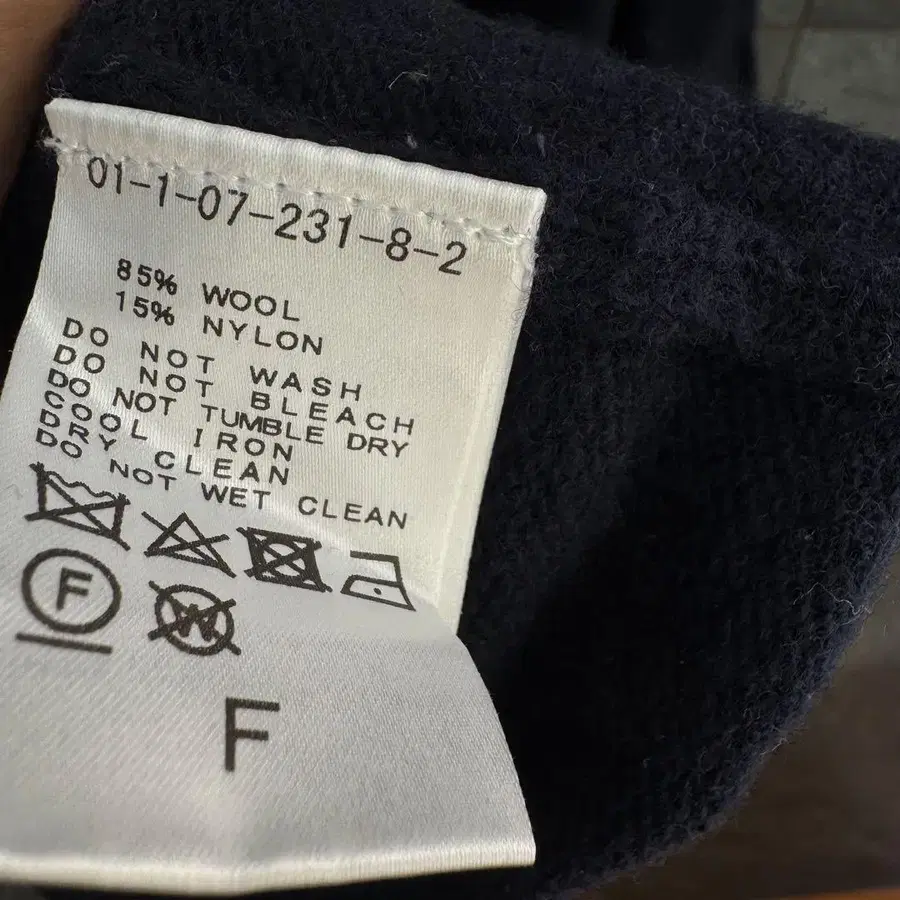 01-1-07-231-8-2
85% WOOL
15% NYLON
DO NOT WASH
DO NOT BLEACH
DO NOT TUMBLE DRY
COOL IRON
DRY CLEAN
DO NOT WET CLEAN
F W
F